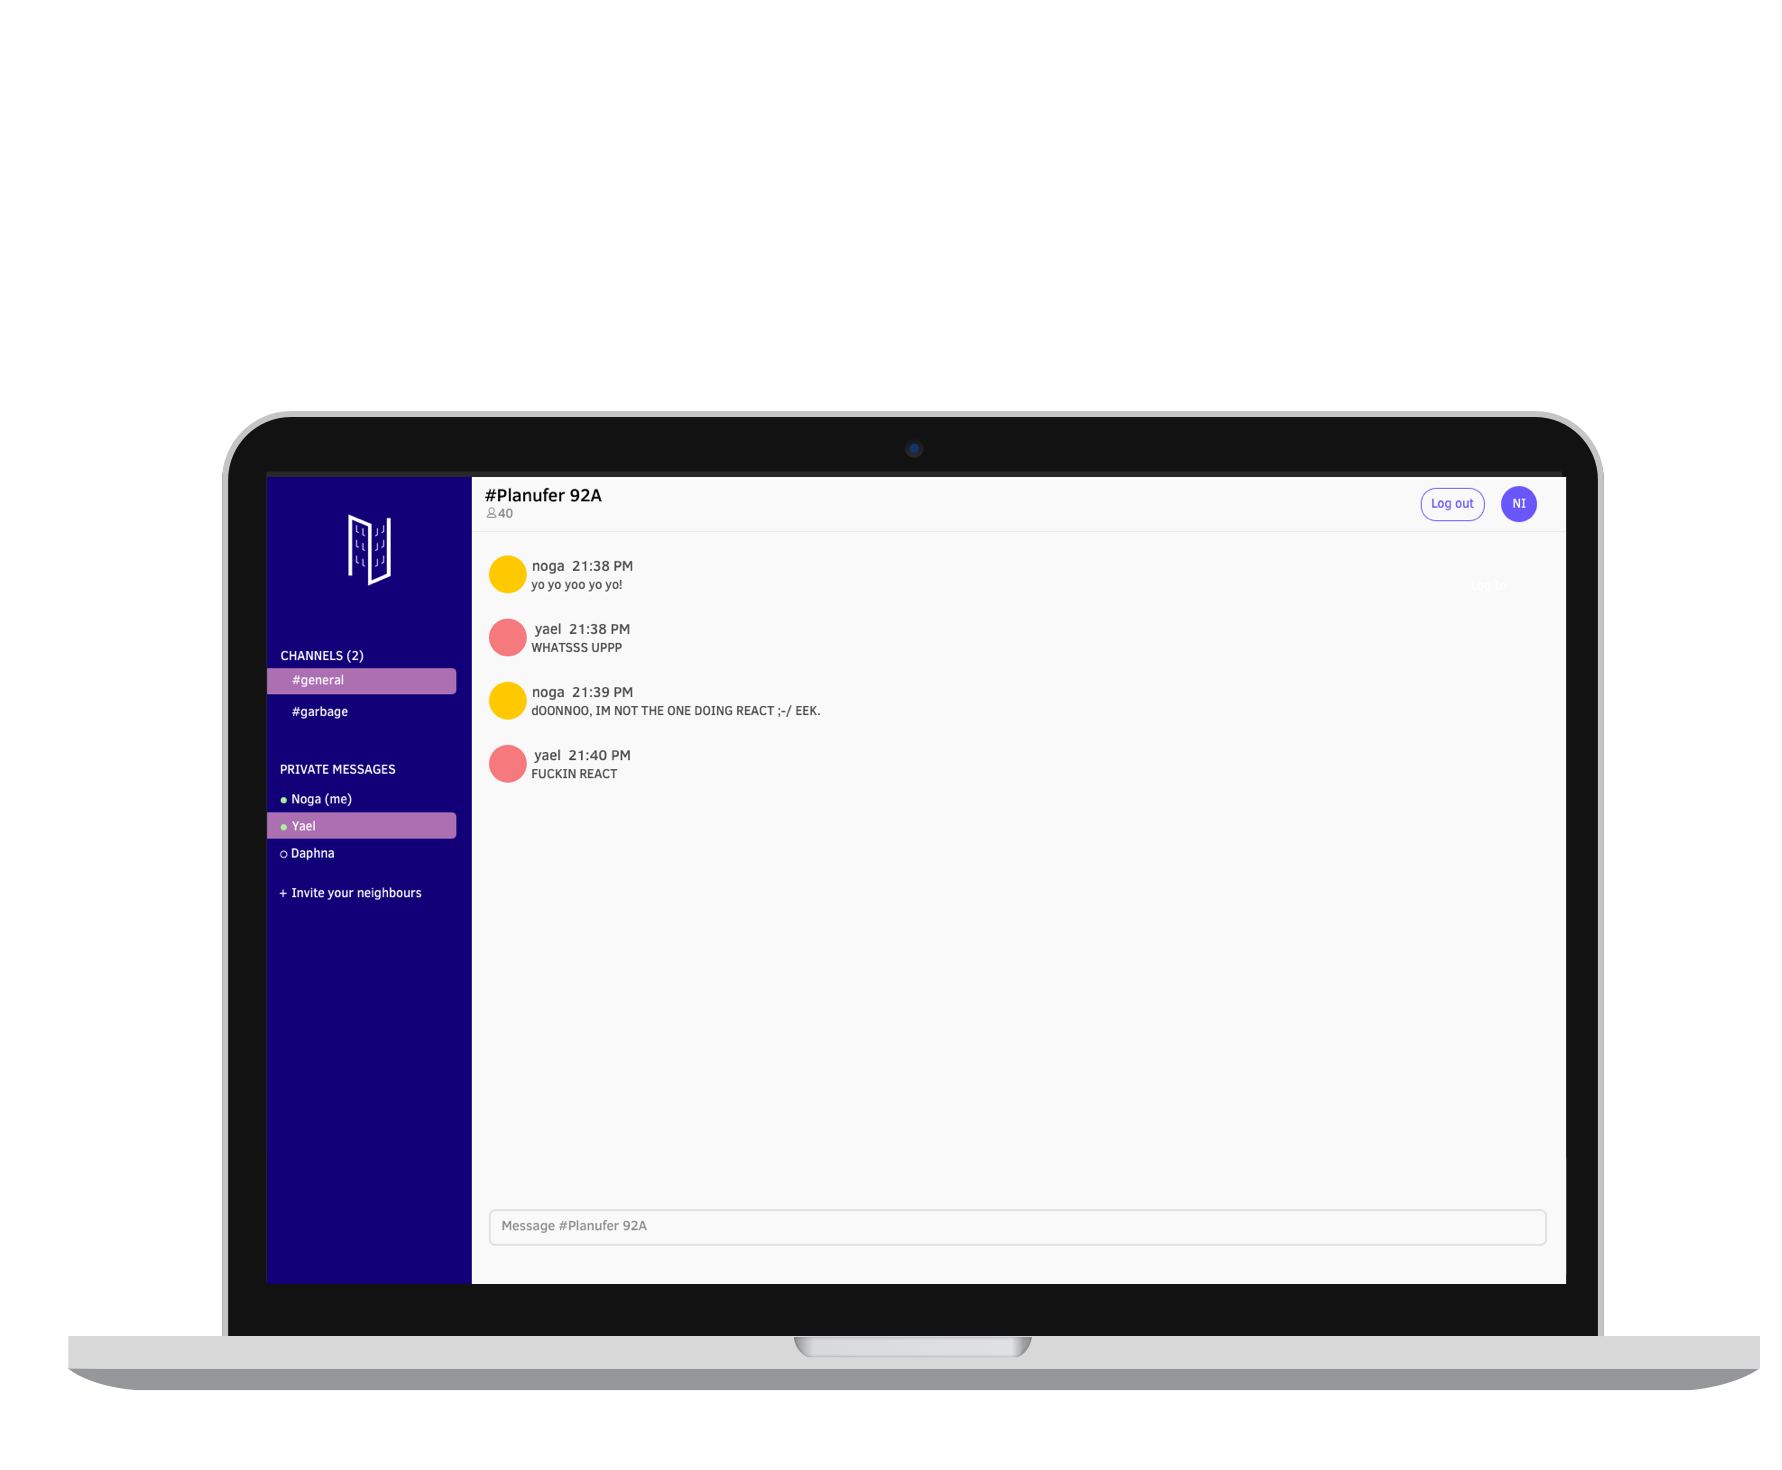 #Planufer 92A
40
Log out
NI
CHANNELS (2)
#general
#garbage
PRIVATE MESSAGES
Noga (me)
Yael
Daphna
+ Invite your neighbours
noga 21:38 PM
yo yo yoo yo yo!
Log In
yael 21:38 PM
WHATSSS UPPP
noga 21:39 PM
dOONNOO, IM NOT THE ONE DOING REACT ;-/ EEK.
yael 21:40 PM
FUCKIN REACT
Message #Planufer 92A